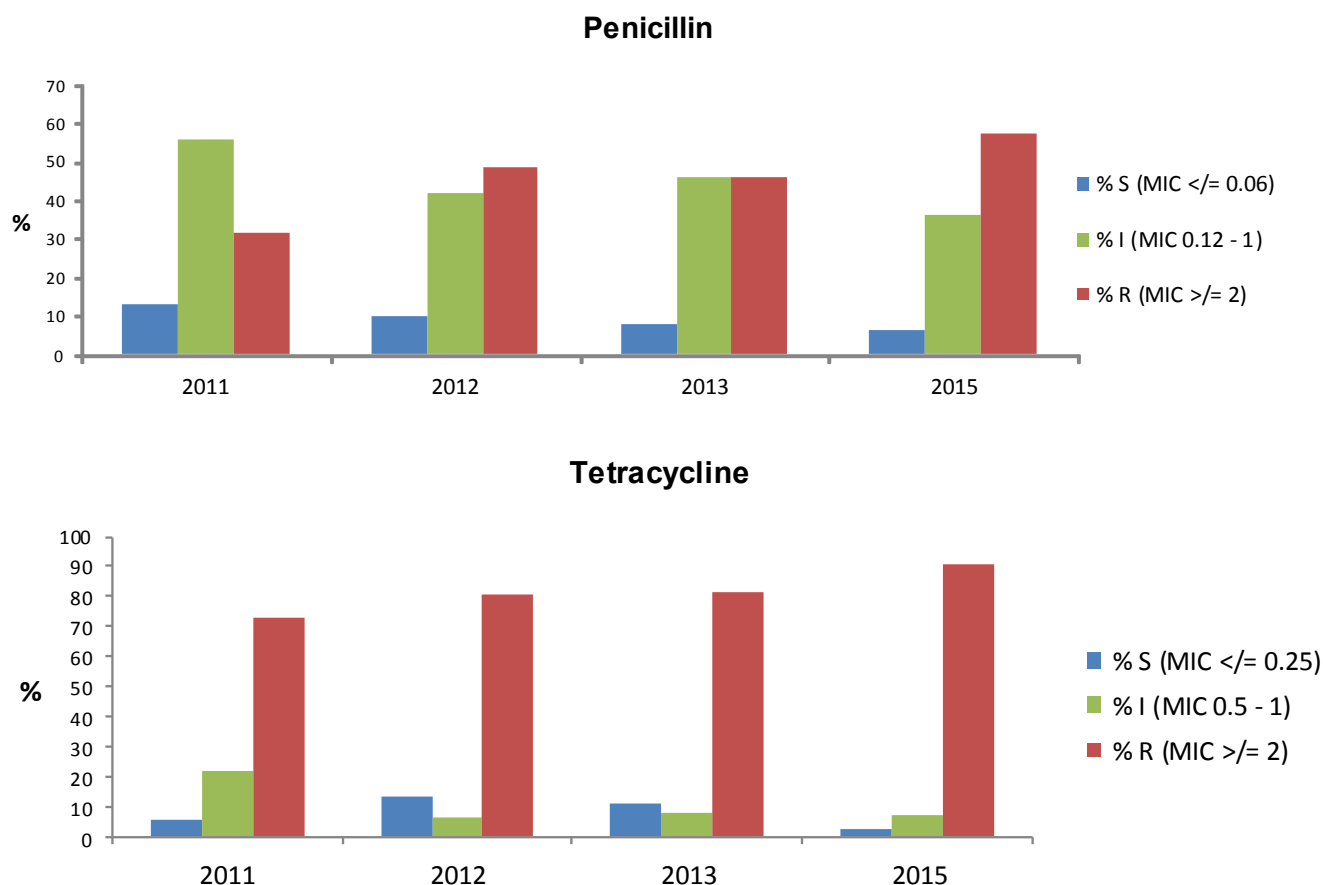 Penicillin
70
60
50
40
30
20
10
0
%
2011 2012 2013 2015
% S (MIC </= 0.06)
% I (MIC 0.12 - 1)
% R (MIC >/= 2)
Tetracycline
100
90
80
70
60
50
40
30
20
10
0
%
2011 2012 2013 2015
% S (MIC </= 0.25)
% I (MIC 0.5 - 1)
% R (MIC >/= 2)